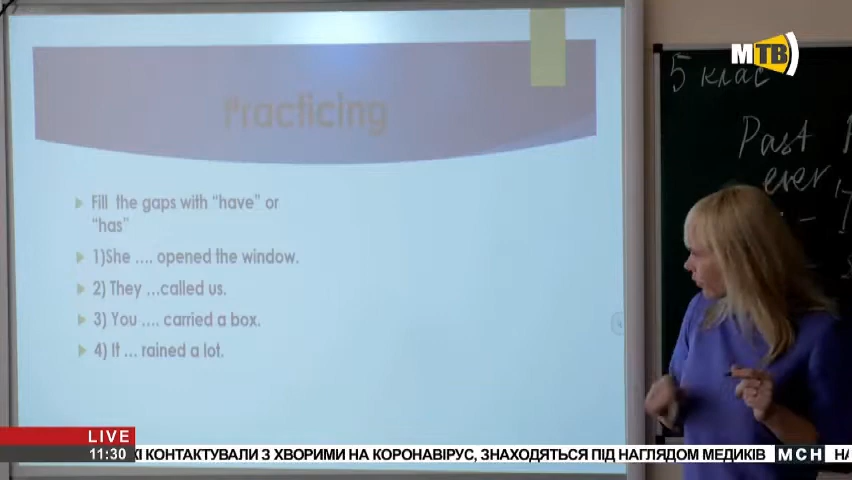 МТВ
Practicing
5 клас
Past
ever
Fill the gaps with “have” or
“has”
1)She .... opened the window.
2) They ...called us.
3) You .... carried a box.
4) It ... rained a lot.
LIVE
11:30
КІ КОНТАКТУВАЛИ З ХВОРИМИ НА КОРОНАВІРУС, ЗНАХОДЯТЬСЯ ПІД НАГЛЯДОМ МЕДИКІВ МСН НА